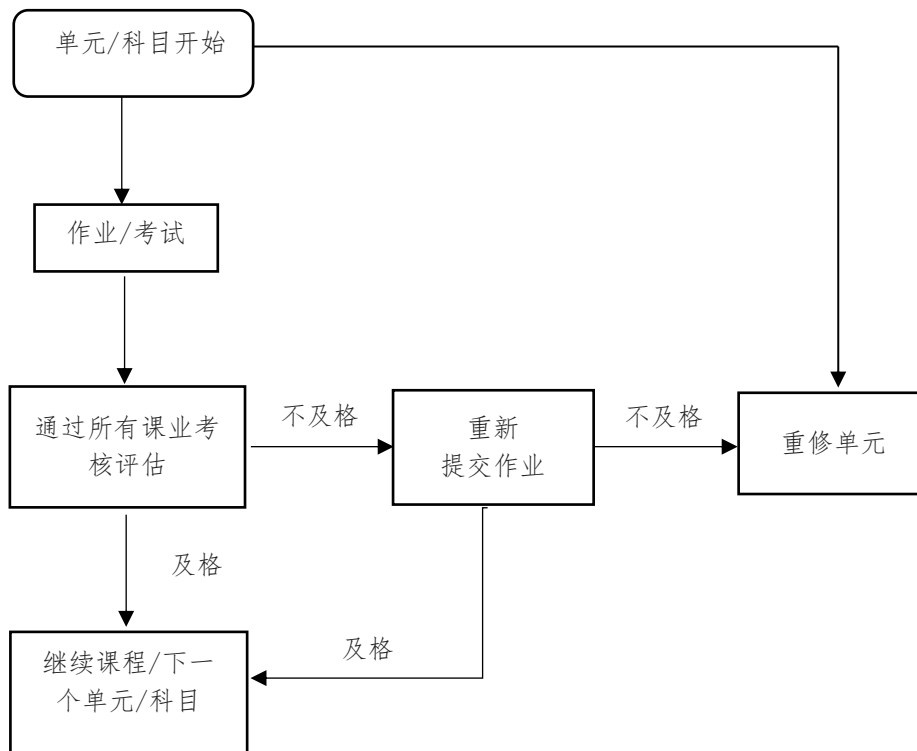 单元/科目开始
作业/考试
通过所有课业考
核评估
不及格
重新
提交作业
不及格
重修单元
及格
及格
继续课程/下一
个单元/科目